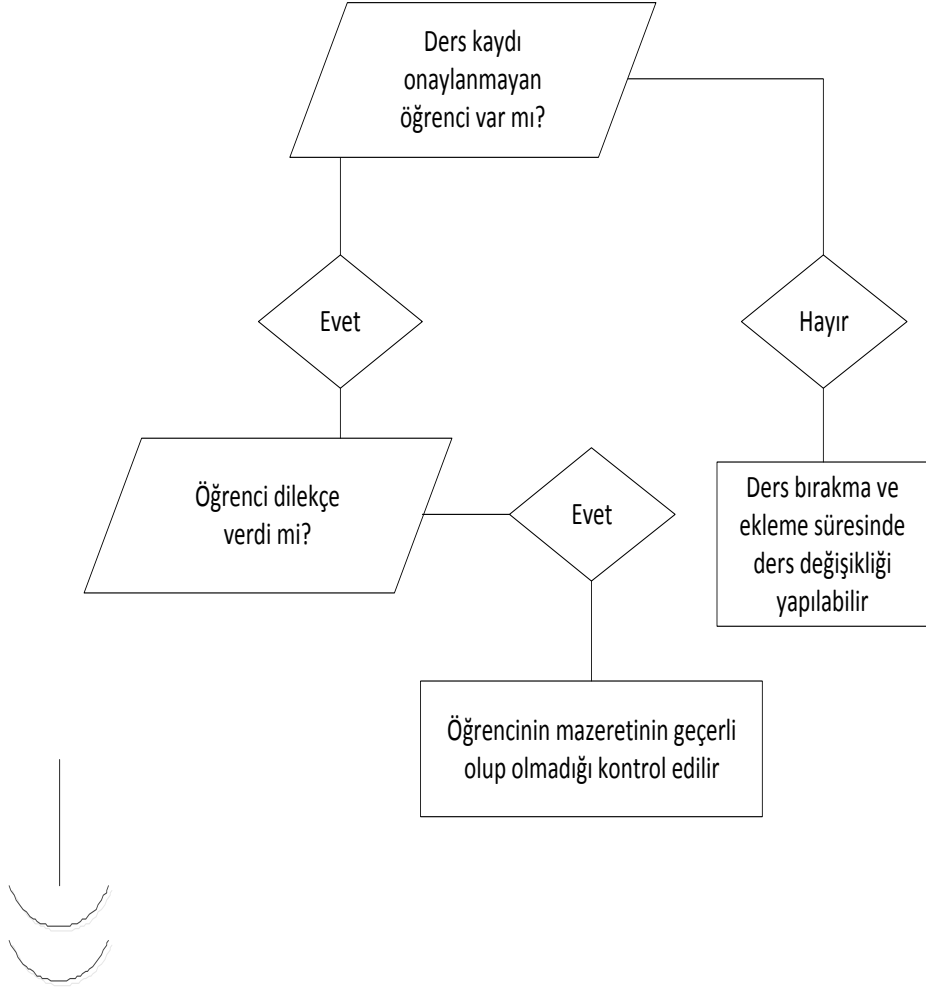 Ders kaydı
onaylanmayan
öğrenci var mı?
Evet
Hayır
Öğrenci dilekçe
verdi mi?
Evet
Ders bırakma ve
ekleme süresinde
ders değişikliği
yapılabilir
Öğrencinin mazeretinin geçerli
olup olmadığı kontrol edilir